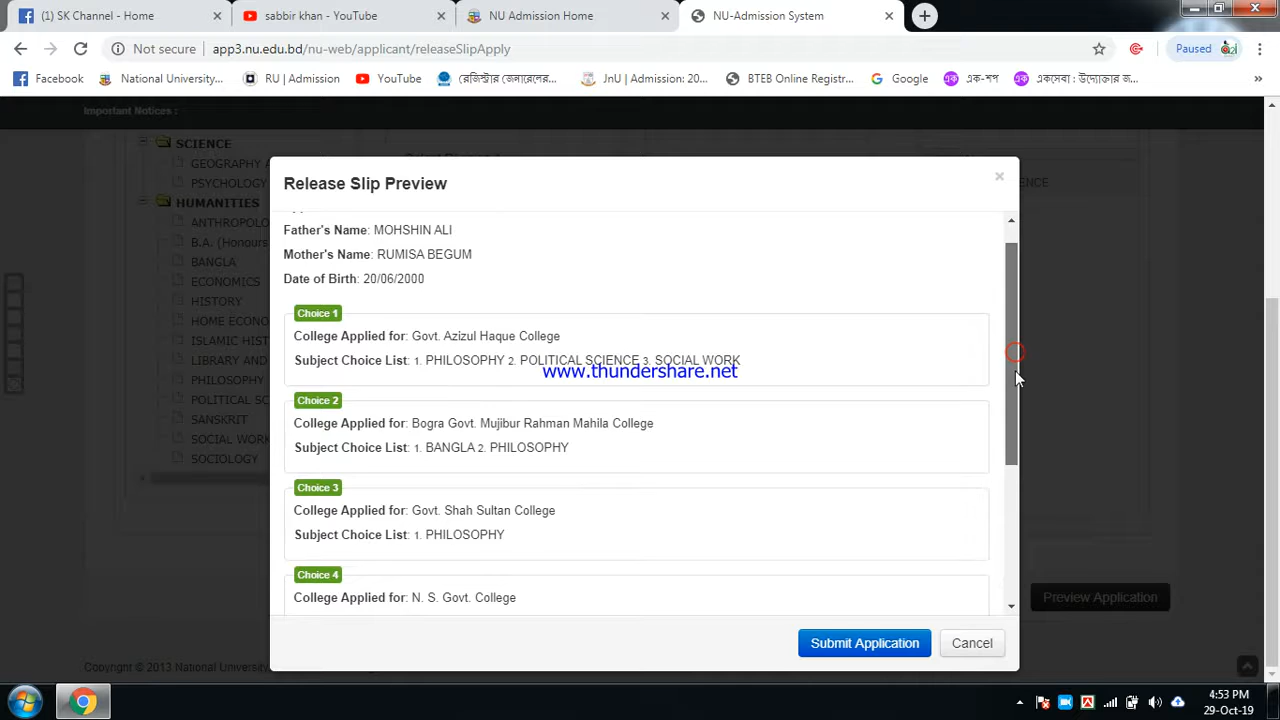 (1) SK Channel - Home
sabbir khan - YouTube
NU Admission home
NU-Admission System
Not secure
app3.nu.edu.bd/nu-web/applicant/releaseSlipApply
Paused
Facebook
National University...
RU | Admission
YouTube
রেজিস্টার জেনারেলের...
JnU | Admission: 20...
BTEB Online Registr...
Google
এক-শপ
একসেবা : উদ্যোক্তার জ...
Important Notices :
SCIENCE
GEOGRAPHY
PSYCHOLOGY
HUMANITIES
ANTHROPOLO
B.A. (Honours
BANGLA
ECONOMICS
HISTORY
HOME ECONO
ISLAMIC HIST
LIBRARY AND
PHILOSOPHY
POLITICAL SC
SANSKRIT
SOCIAL WORK
SOCIOLOGY
Release Slip Preview
×
Father's Name: MOHSHIN ALI
Mother's Name: RUMISA BEGUM
Date of Birth: 20/06/2000
Choice 1
College Applied for: Govt. Azizul Haque College
Subject Choice List: 1. PHILOSOPHY 2. POLITICAL SCIENCE 3. SOCIAL WORK
www.thundershare.net
Choice 2
College Applied for: Bogra Govt. Mujibur Rahman Mahila College
Subject Choice List: 1. BANGLA 2. PHILOSOPHY
Choice 3
College Applied for: Govt. Shah Sultan College
Subject Choice List: 1. PHILOSOPHY
Choice 4
College Applied for: N. S. Govt. College
Preview Application
Submit Application
Cancel
Copyright © 2013 National University
4:53 PM
29-Oct-19